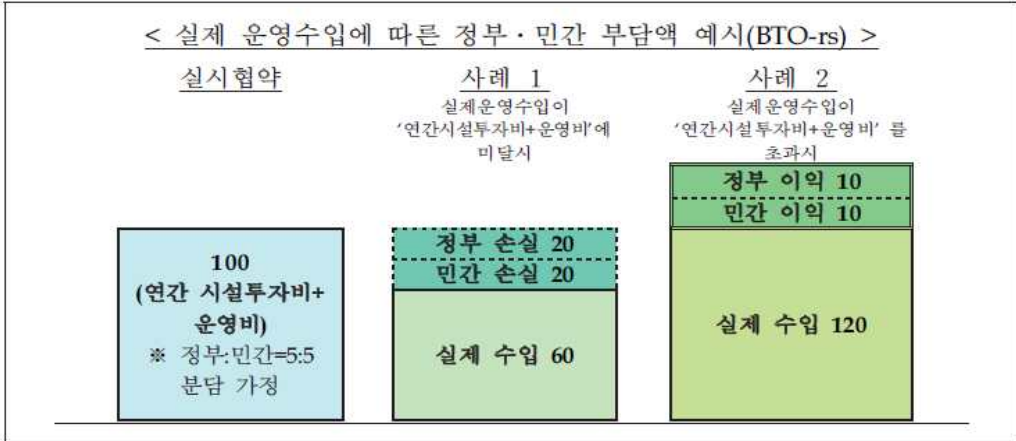 < 실제 운영수입에 따른 정부·민간 부담액 예시(BTO-rs) >
실시협약
100
(연간 시설투자비+
운영비)
※ 정부:민간=5:5
분담 가정
사례 1
실제운영수입이
'연간시설투자비+운영비'에
미달시
정부 손실 20
민간 손실 20
실제 수입 60
사례 2
실제운영수입이
'연간시설투자비+운영비' 를
초과시
정부 이익 10
민간 이익 10
실제 수입 120